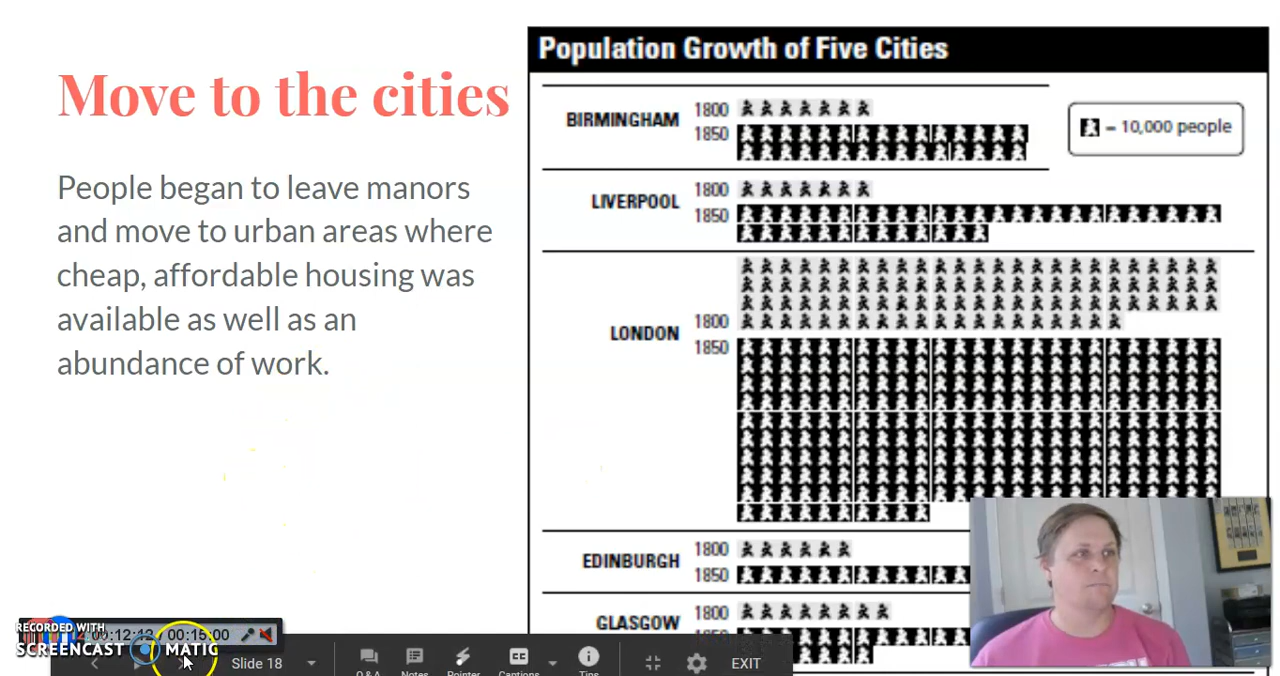 Move to the cities
People began to leave manors
and move to urban areas where
cheap, affordable housing was
available as well as an
abundance of work.
Population Growth of Five Cities
BIRMINGHAM
1800
1850
= 10,000 people
LIVERPOOL
1800
1850
LONDON
1800
1850
EDINBURGH
1800
1850
GLASGOW
1800
1850
RECORDED WITH
SCREENCAST MATIC
/ 00:15:00
Slide 18
Q&A
Notes
Pointer
CC
Captions
Tips
EXIT